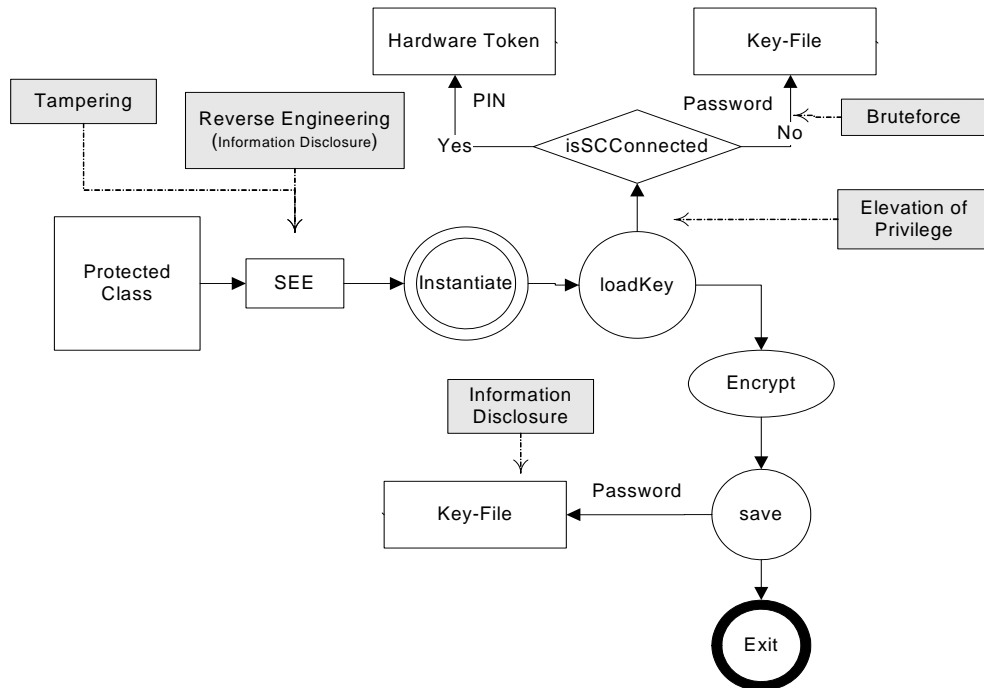 Hardware Token
Key-File
Tampering
Reverse Engineering
(Information Disclosure)
PIN
Password
Bruteforce
Yes
isSCConnected
No
Elevation of
Privilege
Protected
Class
SEE
Instantiate
loadKey
Encrypt
Information
Disclosure
Password
Key-File
save
Exit